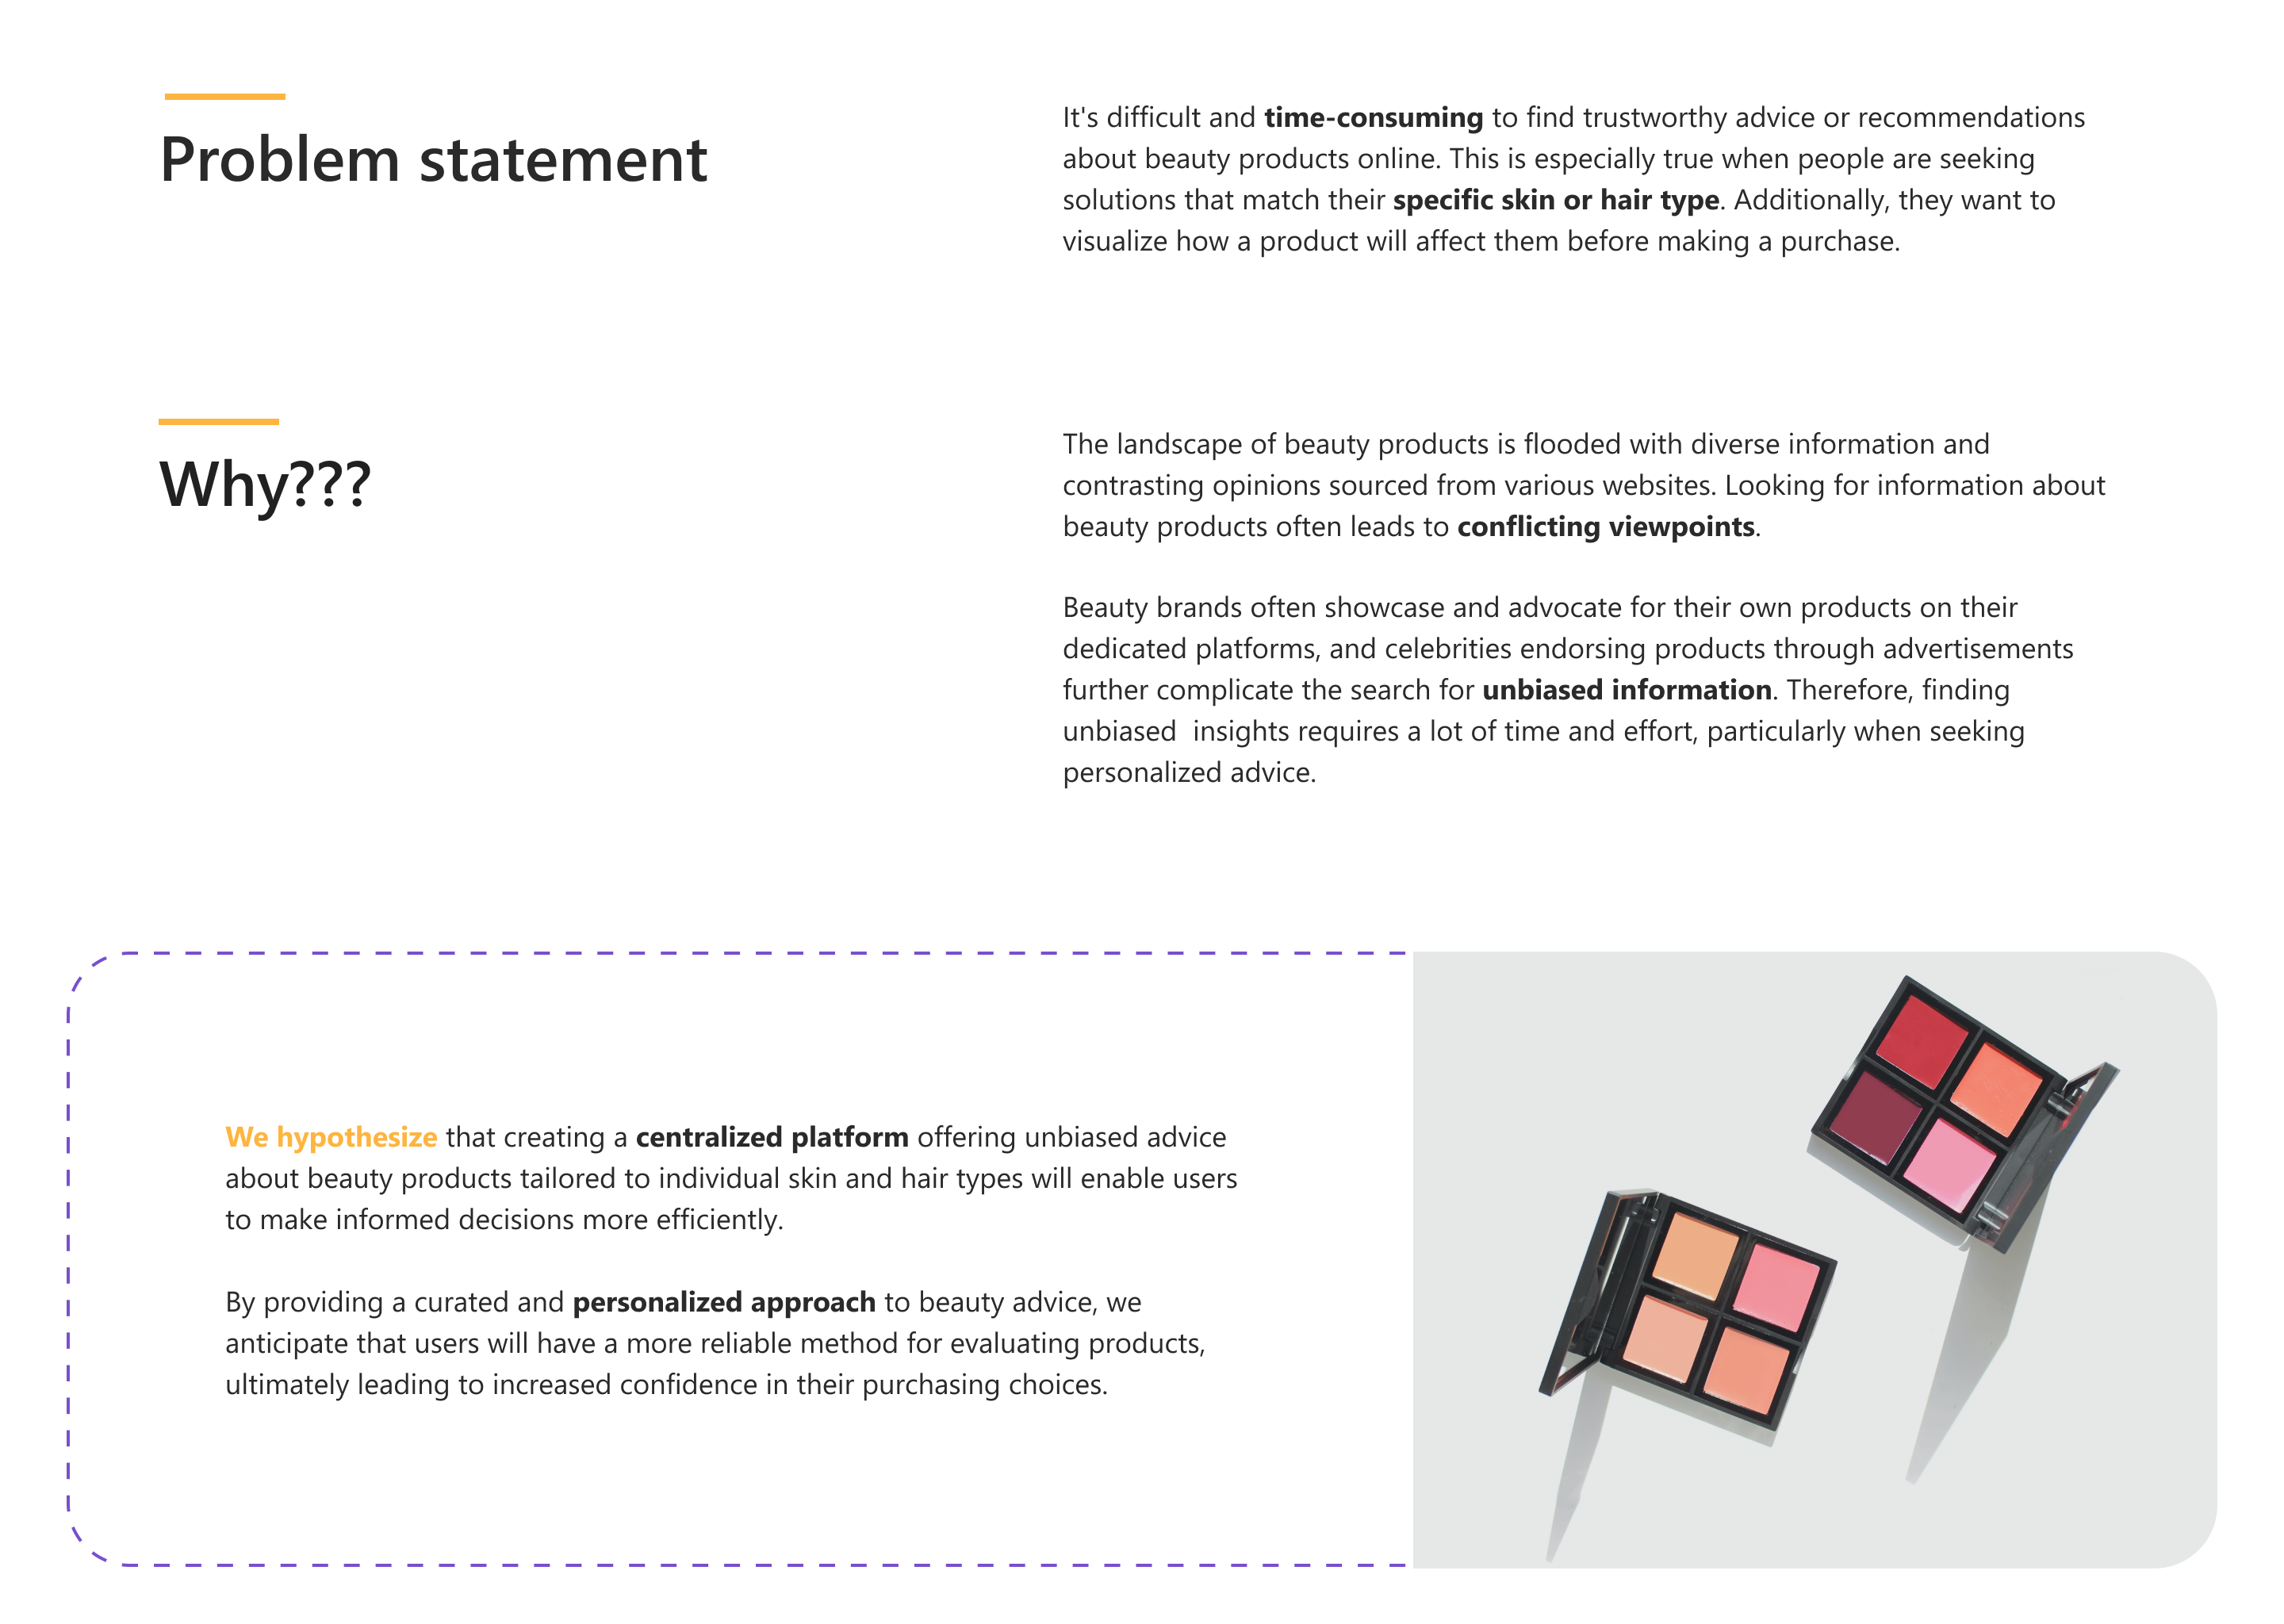 Problem statement
It's difficult and time-consuming to find trustworthy advice or recommendations
about beauty products online. This is especially true when people are seeking
solutions that match their specific skin or hair type. Additionally, they want to
visualize how a product will affect them before making a purchase.
Why???
The landscape of beauty products is flooded with diverse information and
contrasting opinions sourced from various websites. Looking for information about
beauty products often leads to conflicting viewpoints.
Beauty brands often showcase and advocate for their own products on their
dedicated platforms, and celebrities endorsing products through advertisements
further complicate the search for unbiased information. Therefore, finding
unbiased  insights requires a lot of time and effort, particularly when seeking
personalized advice.
We hypothesize that creating a centralized platform offering unbiased advice
about beauty products tailored to individual skin and hair types will enable users
to make informed decisions more efficiently.
By providing a curated and personalized approach to beauty advice, we
anticipate that users will have a more reliable method for evaluating products,
ultimately leading to increased confidence in their purchasing choices.